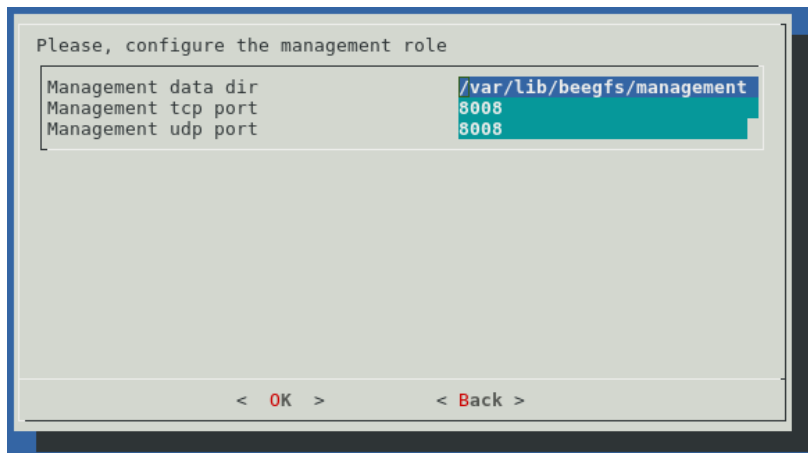 Please, configure the management role
Management data dir /var/lib/beegfs/management
Management tcp port 8008
Management udp port 8008
< OK > < Back >